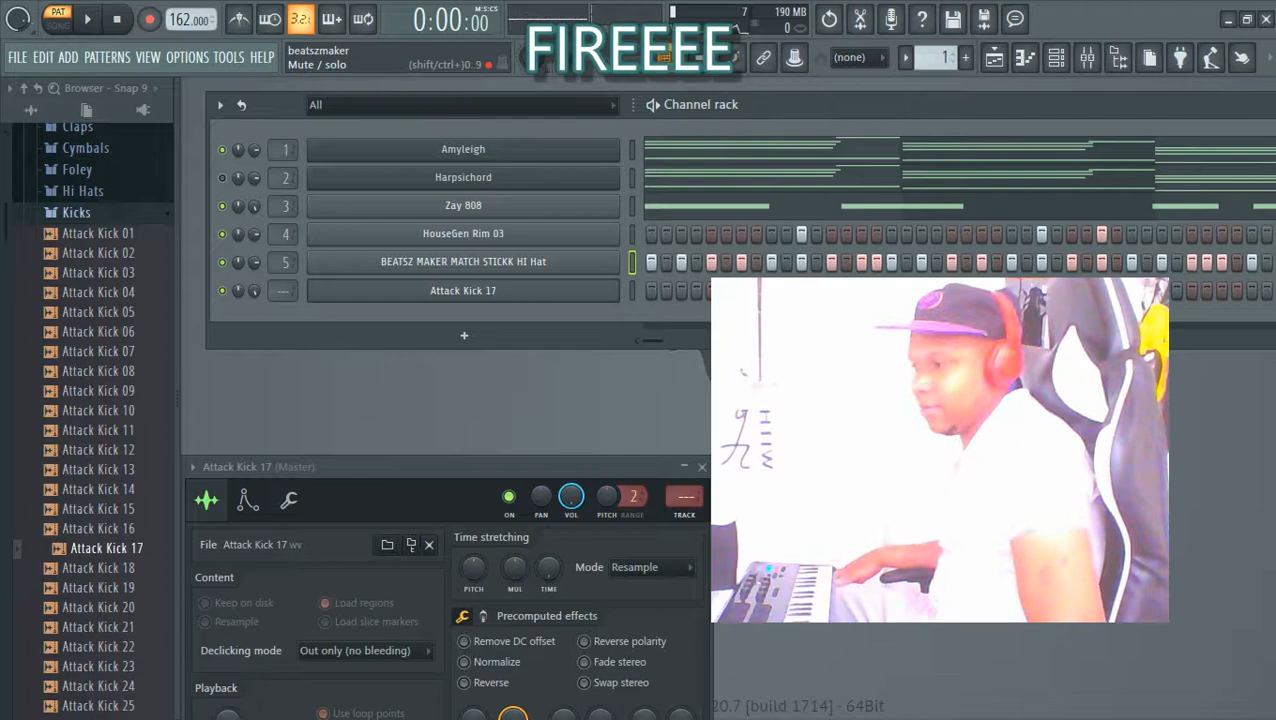 PAT
SONG
162.000
3.2:
0:00:00
M:S:CS
7
190 MB
0
FIREEEE
FILE EDIT ADD PATTERNS VIEW OPTIONS TOOLS HELP
beatszmaker
Mute / solo
(shift/ctrl+)0..9
(none)
1
Browser - Snap 9
All
Channel rack
Claps
Cymbals
Foley
Hi Hats
Kicks
Attack Kick 01
Attack Kick 02
Attack Kick 03
Attack Kick 04
Attack Kick 05
Attack Kick 06
Attack Kick 07
Attack Kick 08
Attack Kick 09
Attack Kick 10
Attack Kick 11
Attack Kick 12
Attack Kick 13
Attack Kick 14
Attack Kick 15
Attack Kick 16
Attack Kick 17
Attack Kick 18
Attack Kick 19
Attack Kick 20
Attack Kick 21
Attack Kick 22
Attack Kick 23
Attack Kick 24
Attack Kick 25
1 Amyleigh
2 Harpsichord
3 Zay 808
4 HouseGen Rim 03
5 BEATSZ MAKER MATCH STICKK HI Hat
--- Attack Kick 17
+
Attack Kick 17 (Master)
ON PAN VOL PITCH RANGE 2 --- TRACK
File Attack Kick 17.wv
Content
Keep on disk Load regions
Resample Load slice markers
Declicking mode Out only (no bleeding)
Playback
Use loop points
Time stretching
PITCH MUL TIME Mode Resample
Precomputed effects
Remove DC offset Reverse polarity
Normalize Fade stereo
Reverse Swap stereo
20.7 [build 1714] - 64Bit